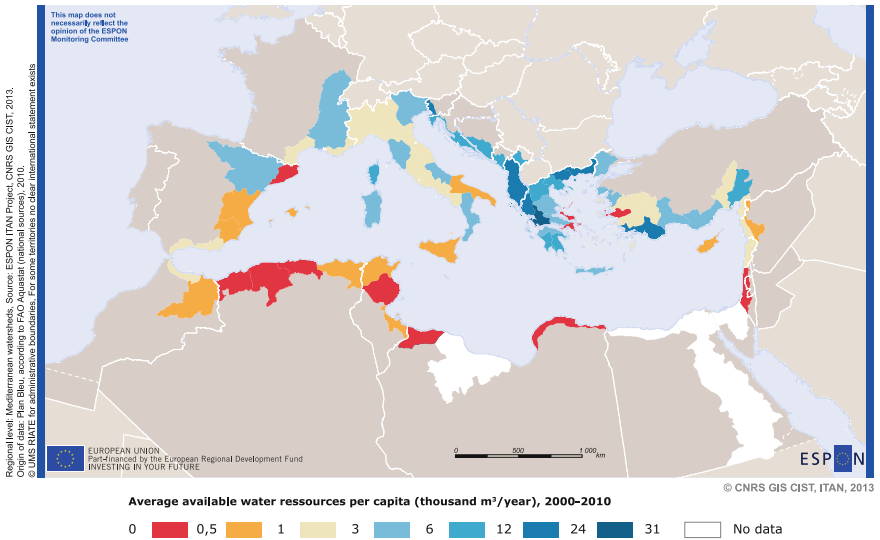 This map does not
necessarily reflect the
opinion of the ESPON
Monitoring Committee
Regional level: Mediterranean watersheds, Source: ESPON ITAN Project, CNRS GIS CIST, 2013.
Origin of data: Plan Bleu, according to FAO Aquastat (national sources), 2010.
© UMS RIATE for administrative boundaries, For some territories no clear international statement exists
EUROPEAN UNION
Part-financed by the European Regional Development Fund
INVESTING IN YOUR FUTURE
0 500 1 000
km
ESPON
© CNRS GIS CIST, ITAN, 2013
Average available water ressources per capita (thousand m³/year), 2000-2010
0 0,5 1 3 6 12 24 31 No data